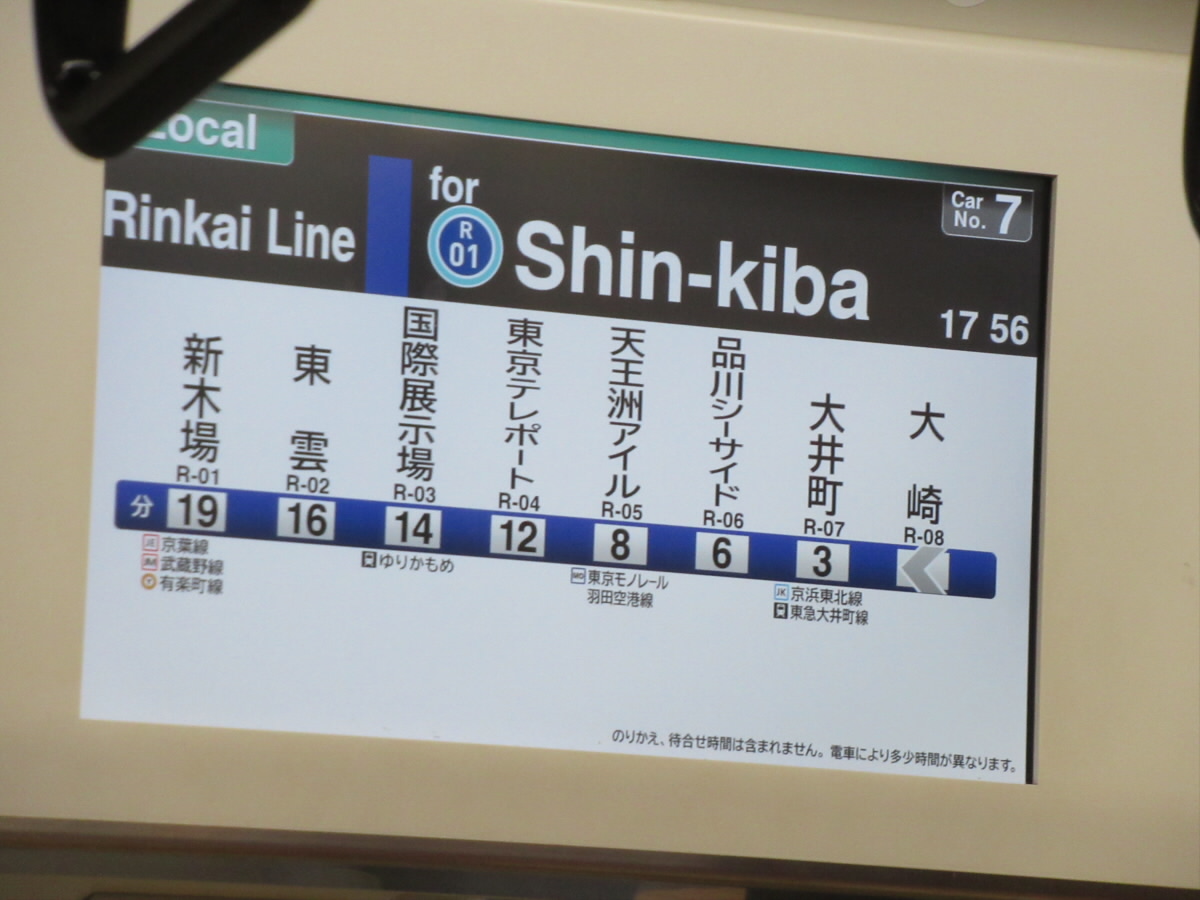 Local
Rinkai Line
for
R
01
Shin-kiba
Car
No. 7
17 56
新木場
東雲
国際展示場
東京テレポート
天王洲アイル
品川シーサイド
大井町
大崎
R-01
R-02
R-03
R-04
R-05
R-06
R-07
R-08
分 19 16 14 12 8 6 3
JE 京葉線
JM 武蔵野線
Y 有楽町線
ゆりかもめ
MO 東京モノレール
羽田空港線
JK 京浜東北線
東急大井町線
のりかえ、待合せ時間は含まれません。電車により多少時間が異なります。